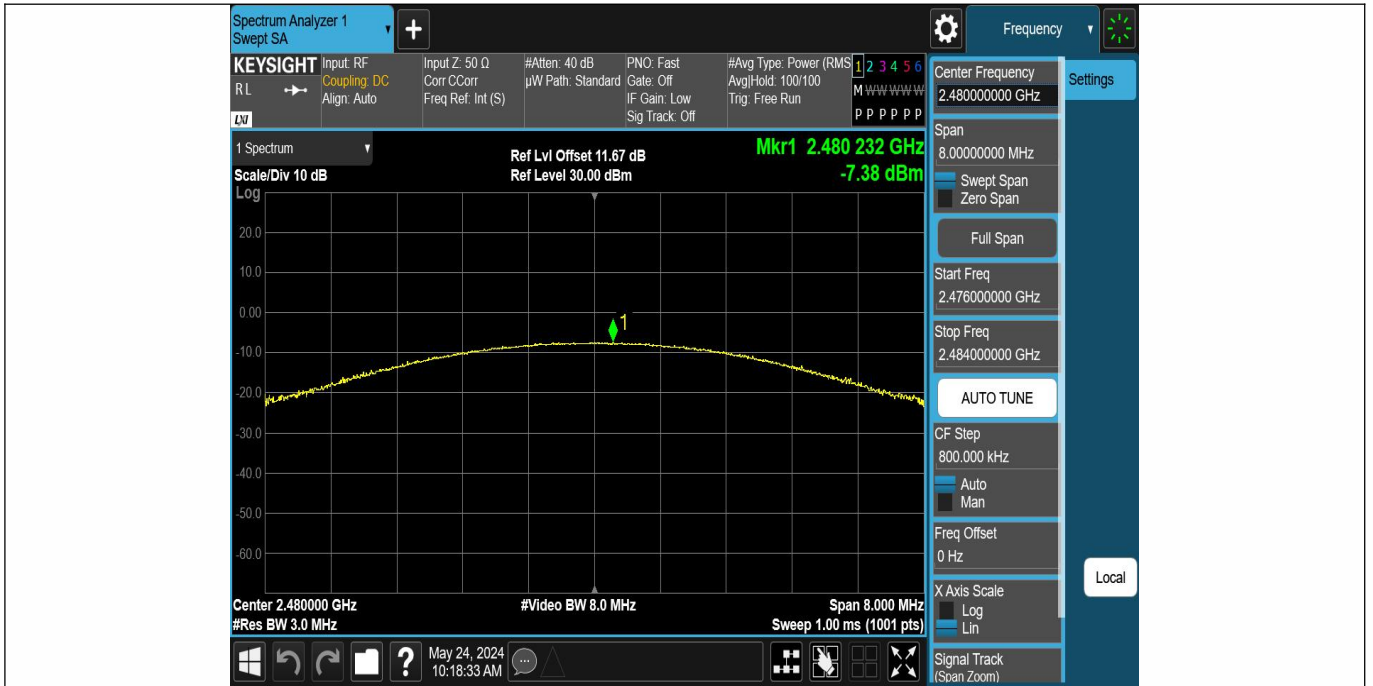 Spectrum Analyzer 1
Swept SA
+
Frequency
KEYSIGHT
RL
LXI
Input: RF
Coupling: DC
Align: Auto
Input Z: 50 Ω
Corr CCorr
Freq Ref: Int (S)
#Atten: 40 dB
µW Path: Standard
PNO: Fast
Gate: Off
IF Gain: Low
Sig Track: Off
#Avg Type: Power (RMS
Avg|Hold: 100/100
Trig: Free Run
1 2 3 4 5 6
M W W W W W
P P P P P P
1 Spectrum
Scale/Div 10 dB
Log
Ref Lvl Offset 11.67 dB
Ref Level 30.00 dBm
Mkr1 2.480 232 GHz
-7.38 dBm
20.0
10.0
0.00
1
-10.0
-20.0
-30.0
-40.0
-50.0
-60.0
Center 2.480000 GHz
#Video BW 8.0 MHz
Span 8.000 MHz
#Res BW 3.0 MHz
Sweep 1.00 ms (1001 pts)
Center Frequency
2.480000000 GHz
Settings
Span
8.00000000 MHz
Swept Span
Zero Span
Full Span
Start Freq
2.476000000 GHz
Stop Freq
2.484000000 GHz
AUTO TUNE
CF Step
800.000 kHz
Auto
Man
Freq Offset
0 Hz
X Axis Scale
Log
Lin
Local
Signal Track
(Span Zoom)
?
May 24, 2024
10:18:33 AM